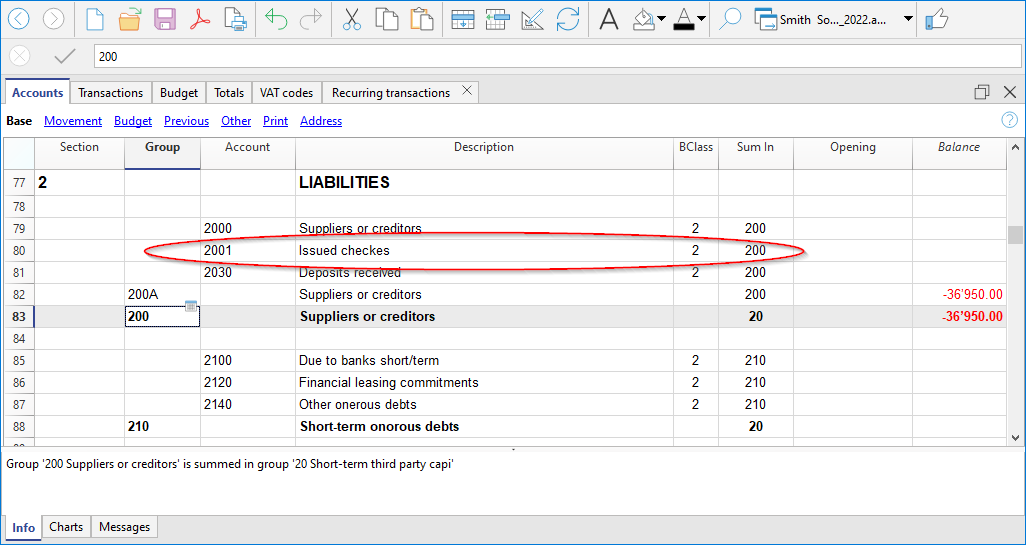 Smith So..._2022.a...
200
Accounts Transactions Budget Totals VAT codes Recurring transactions
Base Movement Budget Previous Other Print Address
Section Group Account Description BClass Sum In Opening Balance
77 2 LIABILITIES
78
79 2000 Suppliers or creditors 2 200
80 2001 Issued checkes 2 200
81 2030 Deposits received 2 200
82 200A Suppliers or creditors 200 -36'950.00
83 200 Suppliers or creditors 20 -36'950.00
84
85 2100 Due to banks short/term 2 210
86 2120 Financial leasing commitments 2 210
87 2140 Other onerous debts 2 210
88 210 Short-term onorous debts 20
Group '200 Suppliers or creditors' is summed in group '20 Short-term third party capi'
Info Charts Messages